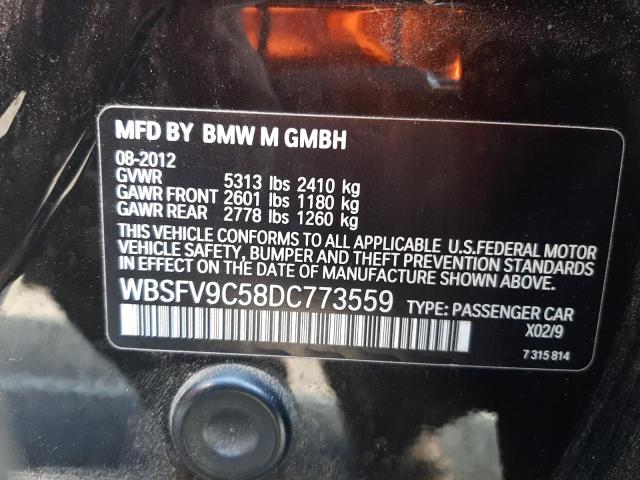 MFD BY BMW M GMBH
08-2012
GVWR 5313 lbs 2410 kg
GAWR FRONT 2601 lbs 1180 kg
GAWR REAR 2778 lbs 1260 kg
THIS VEHICLE CONFORMS TO ALL APPLICABLE U.S.FEDERAL MOTOR
VEHICLE SAFETY, BUMPER AND THEFT PREVENTION STANDARDS
IN EFFECT ON THE DATE OF MANUFACTURE SHOWN ABOVE.
WBSFV9C58DC773559 TYPE: PASSENGER CAR
X02/9
7 315 814